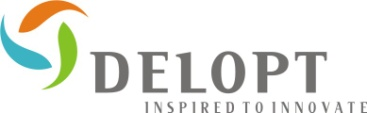 DELOPT
INSPIRED TO INNOVATE